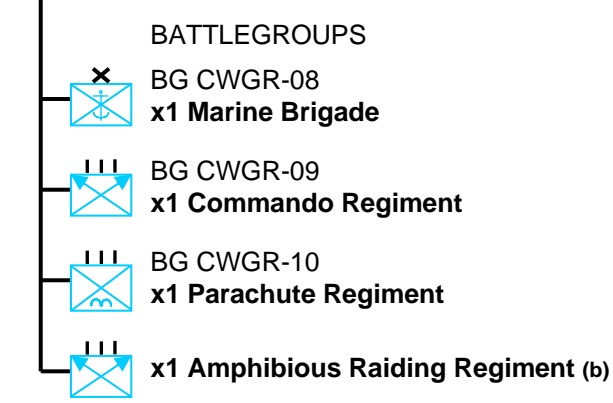 BATTLEGROUPS
BG CWGR-08
x1 Marine Brigade
BG CWGR-09
x1 Commando Regiment
BG CWGR-10
x1 Parachute Regiment
x1 Amphibious Raiding Regiment (b)